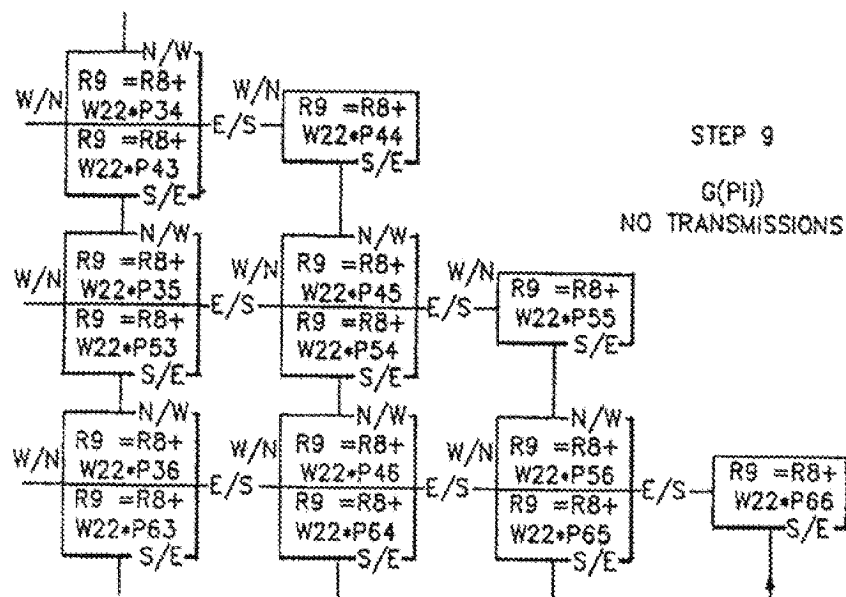 N/W
R9 =R8+
W22*P34
W/N
R9 =R8+
W22*P43
S/E
E/S
W/N
R9 =R8+
W22*P44
S/E
STEP 9
G(Pij)
NO TRANSMISSIONS
N/W
R9 =R8+
W22*P35
W/N
R9 =R8+
W22*P53
S/E
E/S
N/W
W/N
R9 =R8+
W22*P45
R9 =R8+
W22*P54
S/E
E/S
W/N
R9 =R8+
W22*P55
S/E
N/W
R9 =R8+
W22*P36
W/N
R9 =R8+
W22*P63
S/E
E/S
N/W
W/N
R9 =R8+
W22*P46
R9 =R8+
W22*P64
S/E
E/S
N/W
W/N
R9 =R8+
W22*P56
R9 =R8+
W22*P65
S/E
E/S
R9 =R8+
W22*P66
S/E